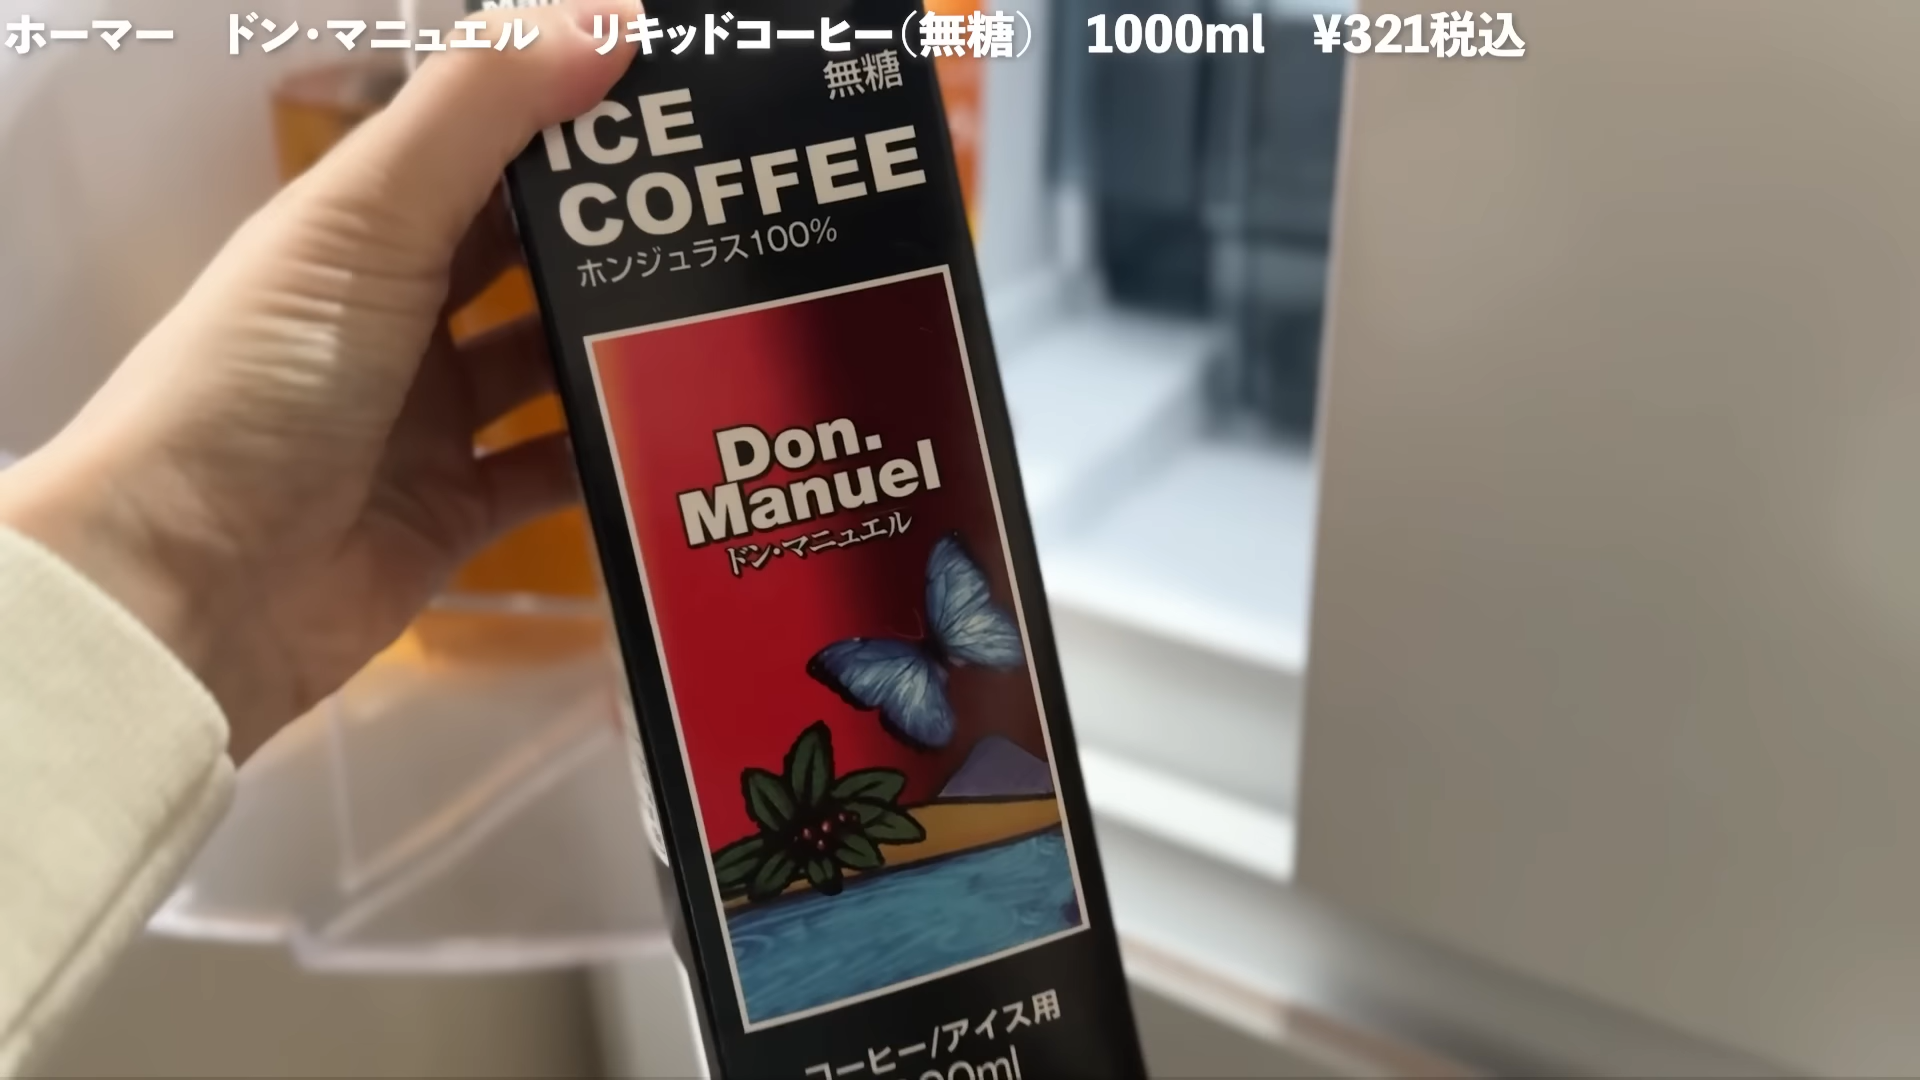 ホーマー　ドン・マニュエル　リキッドコーヒー（無糖）　1000ml　¥321税込
無糖
ICE
COFFEE
ホンジュラス100%
Don.
Manuel
ドン・マニュエル
コーヒー/アイス用